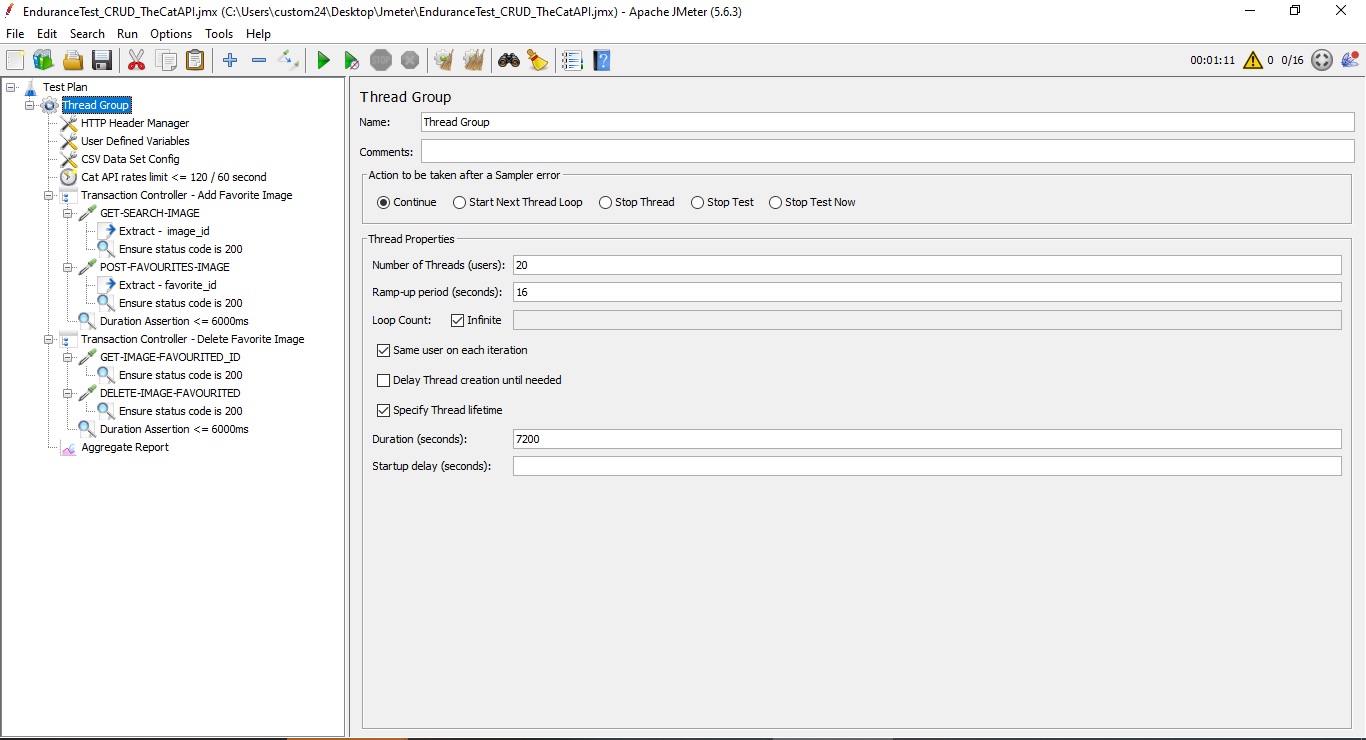 EnduranceTest_CRUD_TheCatAPI.jmx (C:\Users\custom24\Desktop\Jmeter\EnduranceTest_CRUD_TheCatAPI.jmx) - Apache JMeter (5.6.3)
File Edit Search Run Options Tools Help
STOP
00:01:11 0 0/16
Test Plan
Thread Group
HTTP Header Manager
User Defined Variables
CSV Data Set Config
Cat API rates limit <= 120 / 60 second
Transaction Controller - Add Favorite Image
GET-SEARCH-IMAGE
Extract - image_id
Ensure status code is 200
POST-FAVOURITES-IMAGE
Extract - favorite_id
Ensure status code is 200
Duration Assertion <= 6000ms
Transaction Controller - Delete Favorite Image
GET-IMAGE-FAVOURITED_ID
Ensure status code is 200
DELETE-IMAGE-FAVOURITED
Ensure status code is 200
Duration Assertion <= 6000ms
Aggregate Report
Thread Group
Name: Thread Group
Comments:
Action to be taken after a Sampler error
Continue Start Next Thread Loop Stop Thread Stop Test Stop Test Now
Thread Properties
Number of Threads (users): 20
Ramp-up period (seconds): 16
Loop Count: Infinite
Same user on each iteration
Delay Thread creation until needed
Specify Thread lifetime
Duration (seconds): 7200
Startup delay (seconds):